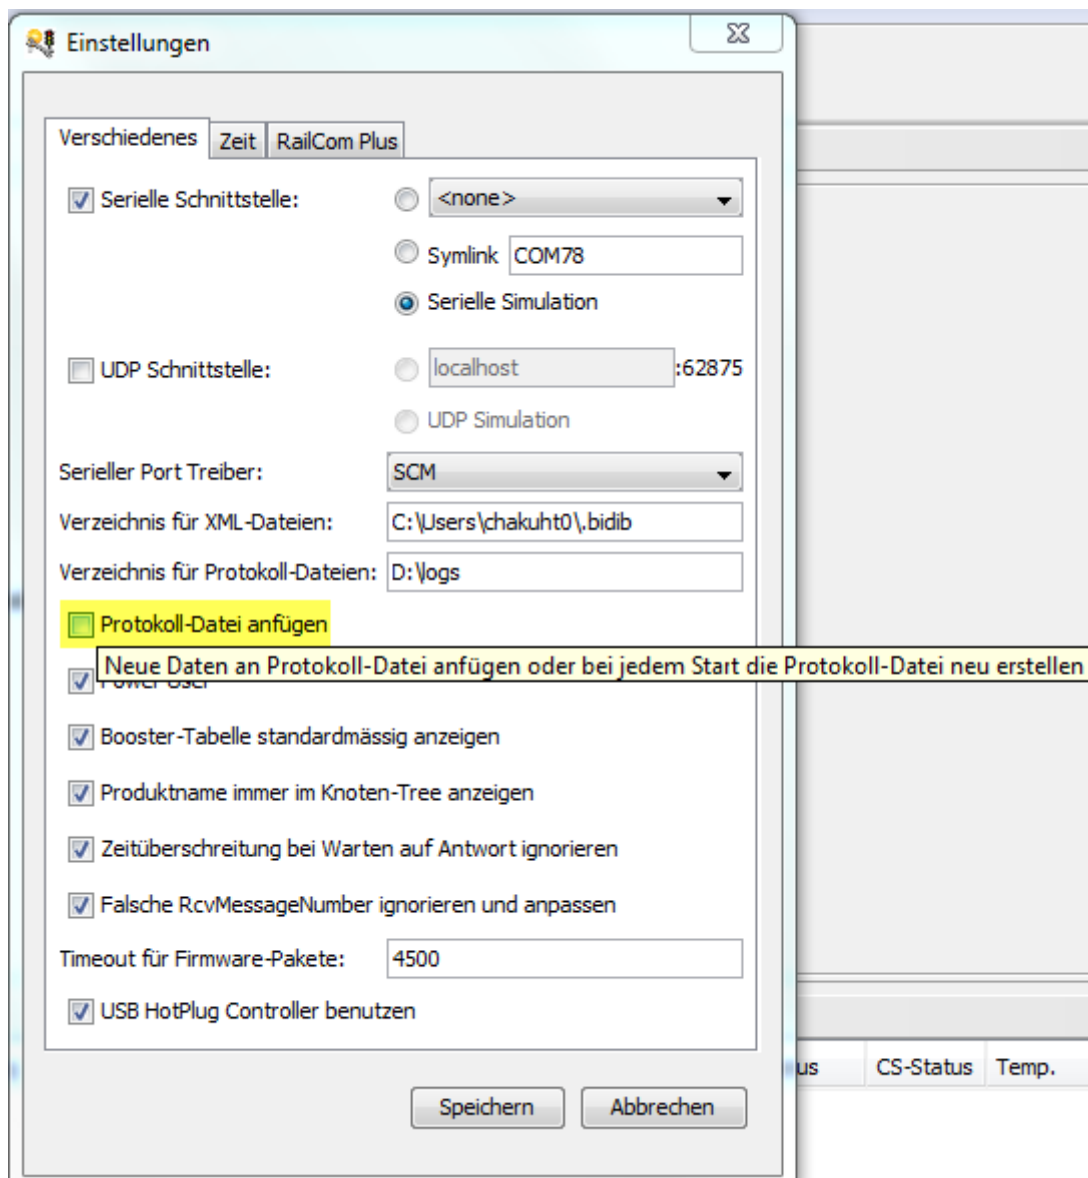 Einstellungen
Verschiedenes Zeit RailCom Plus
Serielle Schnittstelle: <none>
Symlink COM78
Serielle Simulation
UDP Schnittstelle: localhost :62875
UDP Simulation
Serieller Port Treiber: SCM
Verzeichnis für XML-Dateien: C:\Users\chakuht0\.bidib
Verzeichnis für Protokoll-Dateien: D:\logs
Protokoll-Datei anfügen
Neue Daten an Protokoll-Datei anfügen oder bei jedem Start die Protokoll-Datei neu erstellen
Power User
Booster-Tabelle standardmässig anzeigen
Produktname immer im Knoten-Tree anzeigen
Zeitüberschreitung bei Warten auf Antwort ignorieren
Falsche RcvMessageNumber ignorieren und anpassen
Timeout für Firmware-Pakete: 4500
USB HotPlug Controller benutzen
us CS-Status Temp.
Speichern Abbrechen